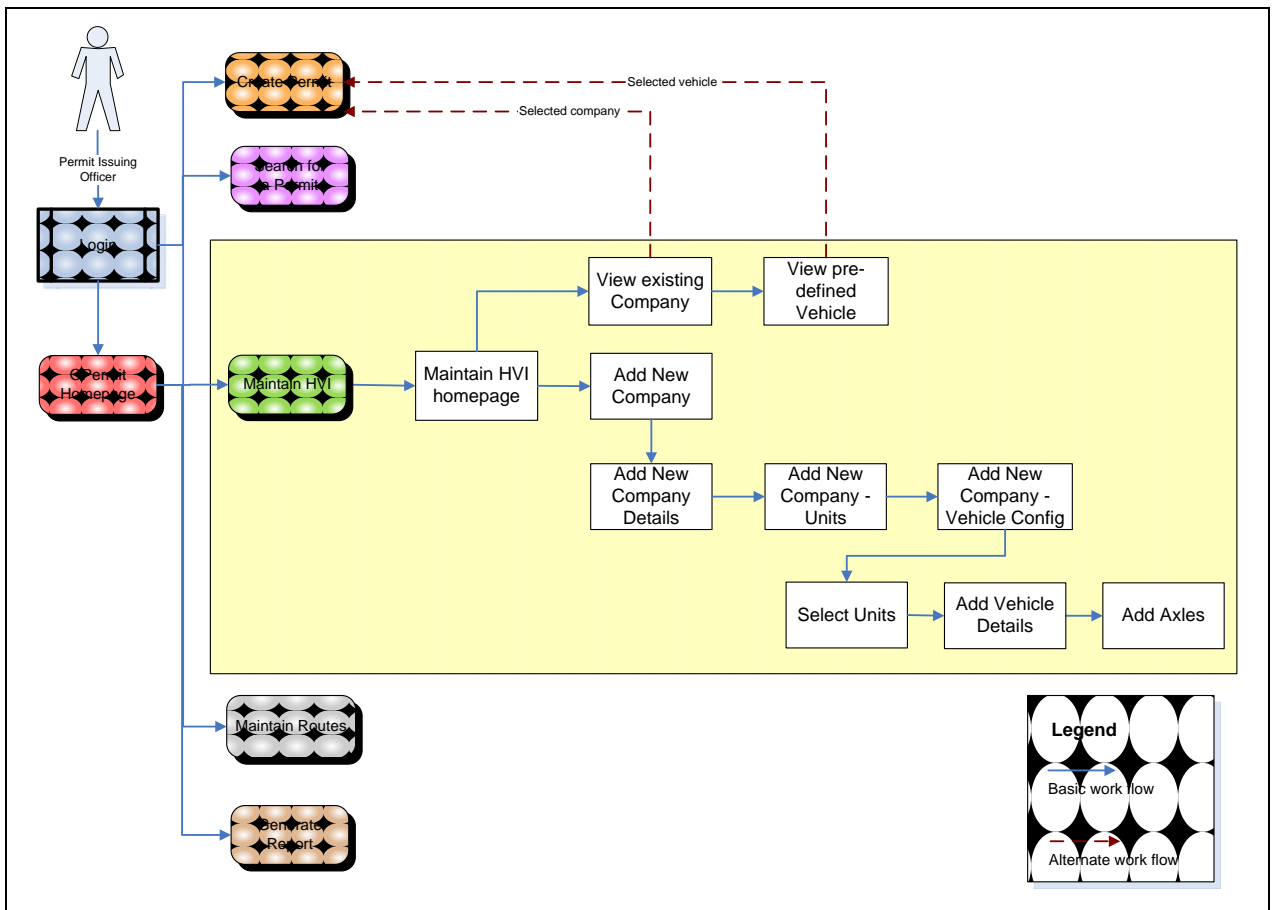 Create Permit
Selected vehicle
Selected company
Permit Issuing
Officer
Search for
a Permit
Login
View existing
Company
View pre-
defined
Vehicle
Permit
Homepage
Maintain HVI
Maintain HVI
homepage
Add New
Company
Add New
Company
Details
Add New
Company -
Units
Add New
Company -
Vehicle Config
Select Units
Add Vehicle
Details
Add Axles
Maintain Routes
Generate
Report
Legend
Basic work flow
Alternate work flow